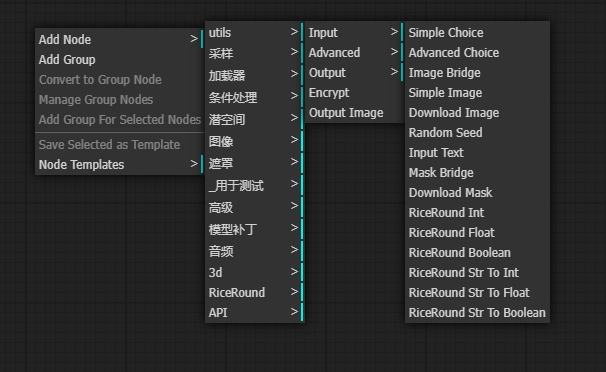 Add Node >
Add Group
Convert to Group Node
Manage Group Nodes
Add Group For Selected Nodes
Save Selected as Template
Node Templates >
utils >
采样 >
加载器 >
条件处理 >
潜空间 >
图像 >
遮罩 >
_用于测试 >
高级 >
模型补丁 >
音频 >
3d >
RiceRound >
API >
Input >
Advanced >
Output >
Encrypt
Output Image
Simple Choice
Advanced Choice
Image Bridge
Simple Image
Download Image
Random Seed
Input Text
Mask Bridge
Download Mask
RiceRound Int
RiceRound Float
RiceRound Boolean
RiceRound Str To Int
RiceRound Str To Float
RiceRound Str To Boolean